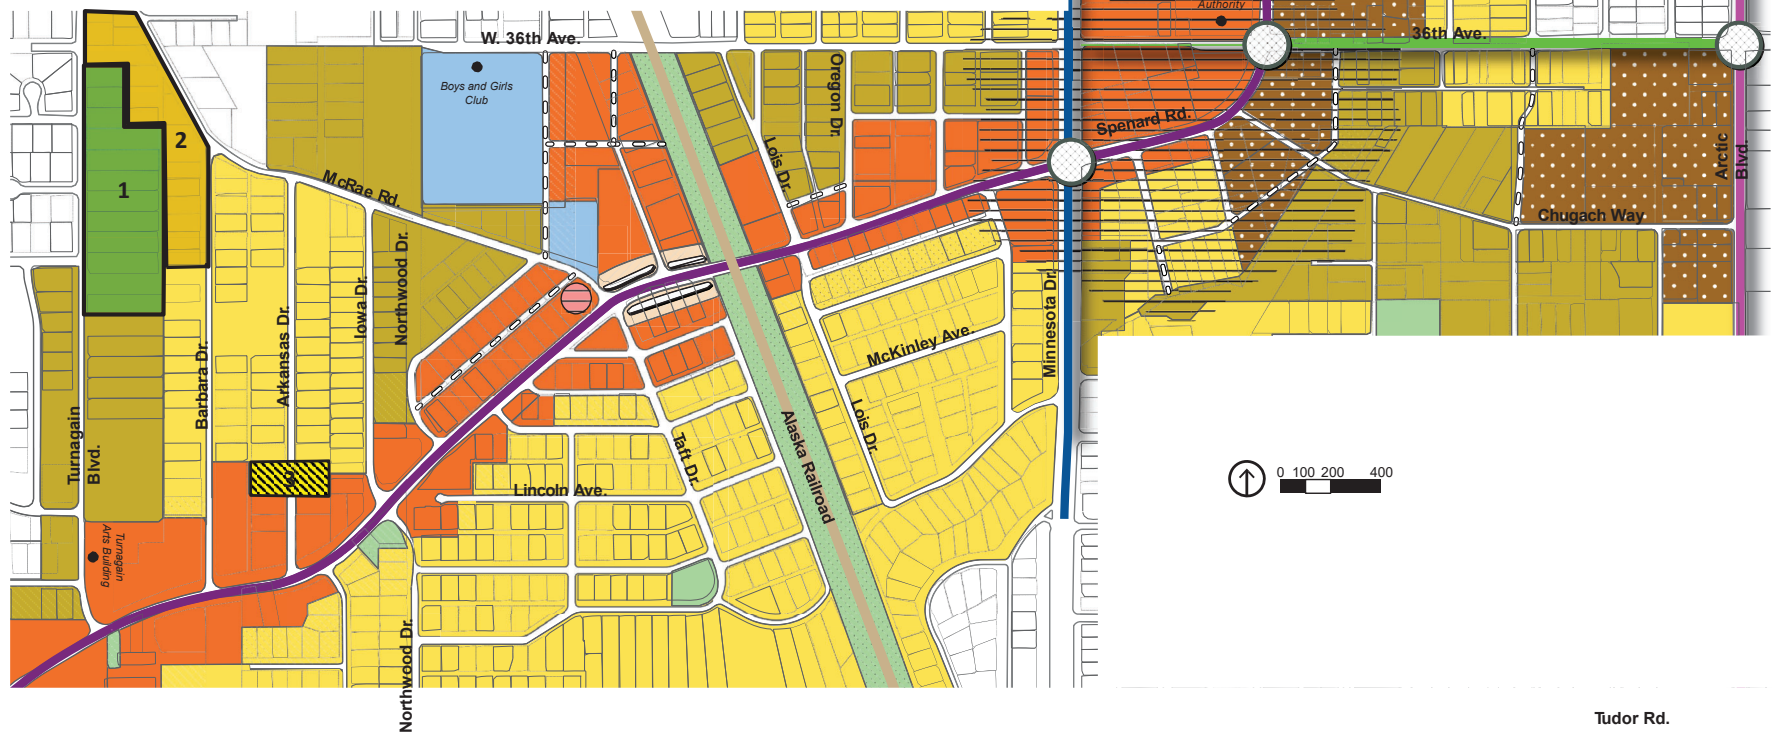 Authority
W. 36th Ave.
36th Ave.
Boys and Girls
Club
Oregon Dr.
Spenard Rd.
2
1
Lois Dr.
McRae Rd.
Arctic
Blvd.
Chugach Way
Northwood Dr.
Iowa Dr.
Arkansas Dr.
Barbara Dr.
McKinley Ave.
Minnesota Dr.
Turnagain
Blvd.
Lois Dr.
Taft Dr.
Alaska Railroad
Lincoln Ave.
0 100 200 400
Turnagain
Arts Building
Northwood Dr.
Tudor Rd.